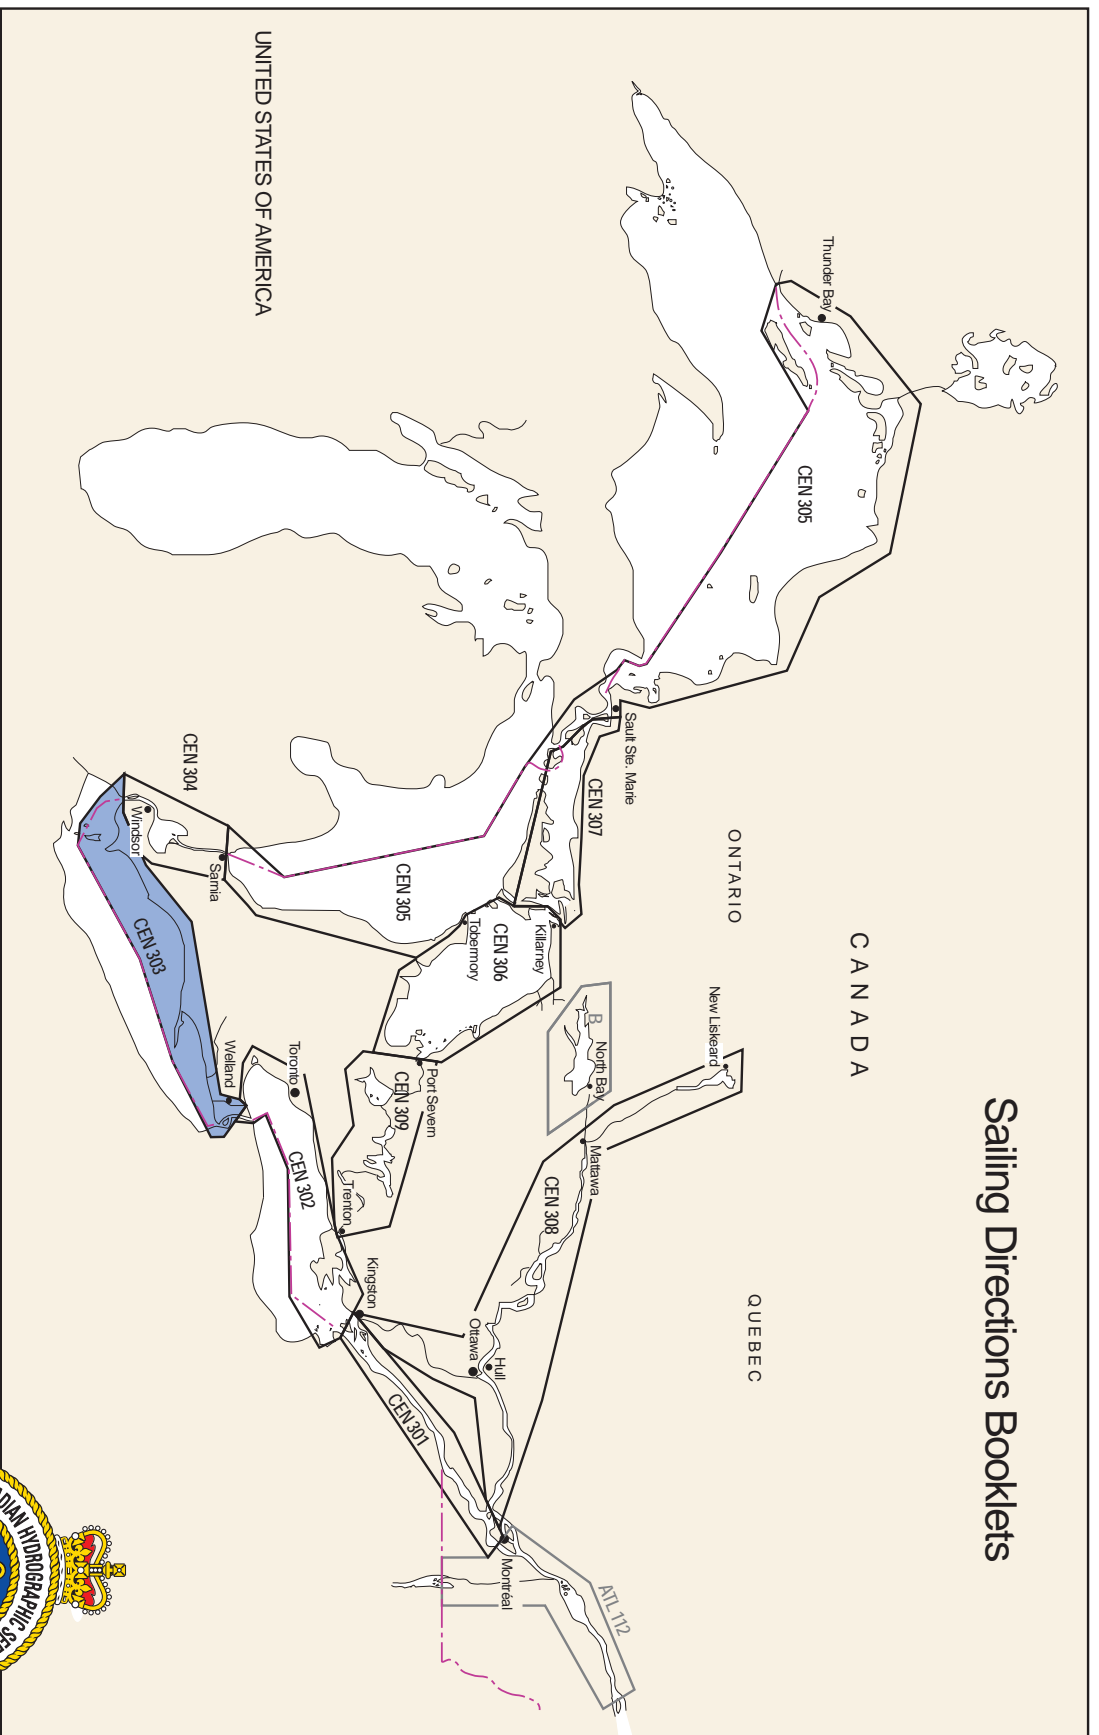 Sailing Directions Booklets
CANADA
ONTARIO
QUEBEC
UNITED STATES OF AMERICA
Thunder Bay
CEN 305
Sault Ste. Marie
CEN 307
New Liskeard
B
North Bay
Mattawa
CEN 308
Killarney
CEN 306
Tobermory
CEN 305
Port Severn
CEN 309
Trenton
Hull
Ottawa
Kingston
CEN 301
Montréal
ATL 112
Toronto
CEN 302
Sarnia
CEN 304
Windsor
CEN 303
Welland